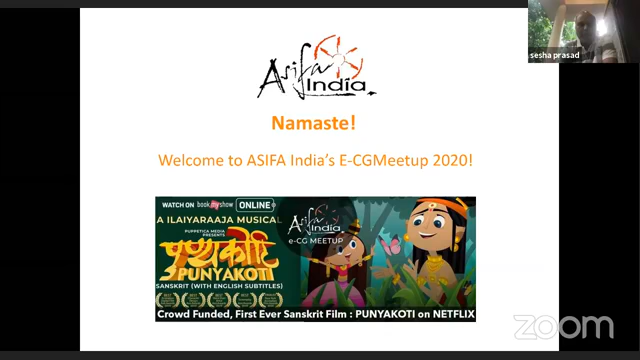 Asifa
India
sesha prasad
Namaste!
Welcome to ASIFA India's E-CGMeetup 2020!
WATCH ON bookmyshow ONLINE
A ILAIYARAAJA MUSICAL
PUPPETICA MEDIA
PRESENTS
पुण्यकोटि
PUNYAKOTI
SANSKRIT (WITH ENGLISH SUBTITLES)
Asifa
India
e-CG MEETUP
Crowd Funded, First Ever Sanskrit Film : PUNYAKOTI on NETFLIX
zoom